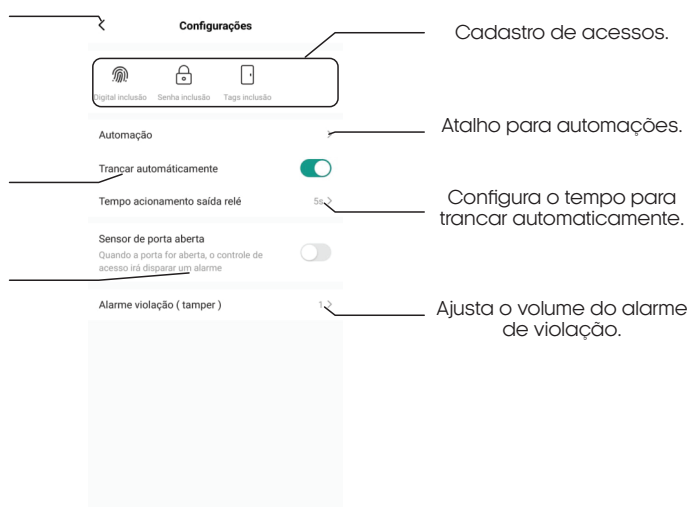 Configurações
Cadastro de acessos.
Digital inclusão Senha inclusão Tags inclusão
Automação
Atalho para automações.
Trancar automáticamente
Tempo acionamento saída relé 5s
Configura o tempo para
trancar automaticamente.
Sensor de porta aberta
Quando a porta for aberta, o controle de
acesso irá disparar um alarme
Alarme violação ( tamper ) 1
Ajusta o volume do alarme
de violação.